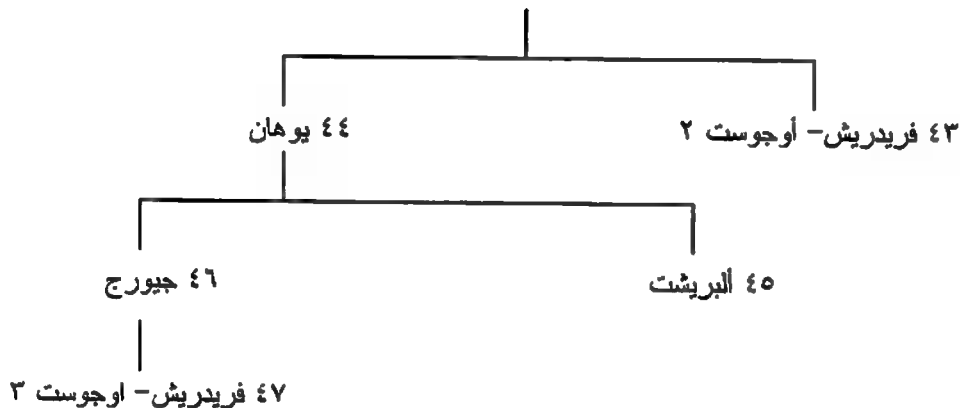 ٤٣ فريدريش- أوجوست ٢
٤٤ يوهان
٤٥ ألبريشت
٤٦ جيورج
٤٧ فريدريش- اوجوست ٣